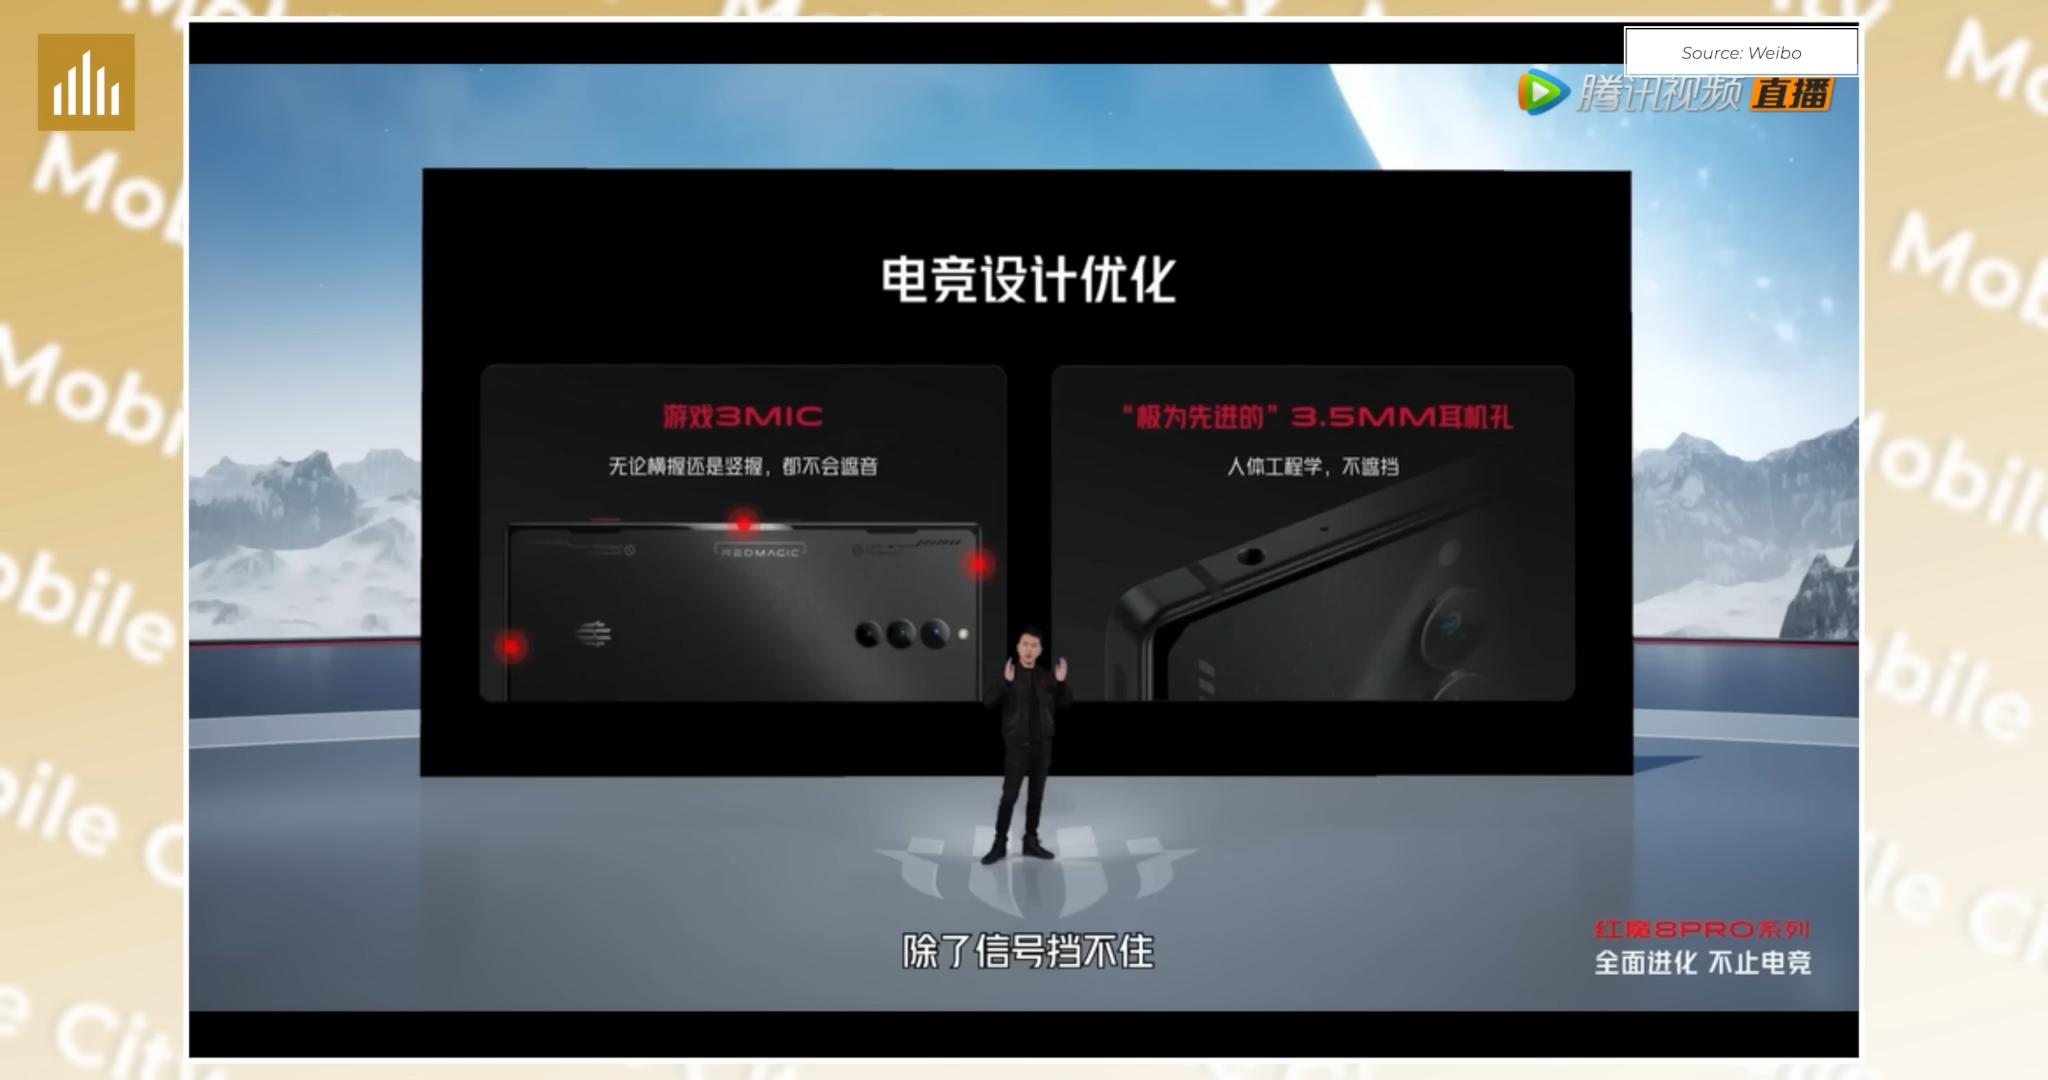 Source: Weibo
腾讯视频 直播
电竞设计优化
游戏3MIC
无论横握还是竖握，都不会遮音
REDMAGIC
“极为先进的”3.5MM耳机孔
人体工程学，不遮挡
除了信号挡不住
红魔8PRO系列
全面进化 不止电竞
Mobile City